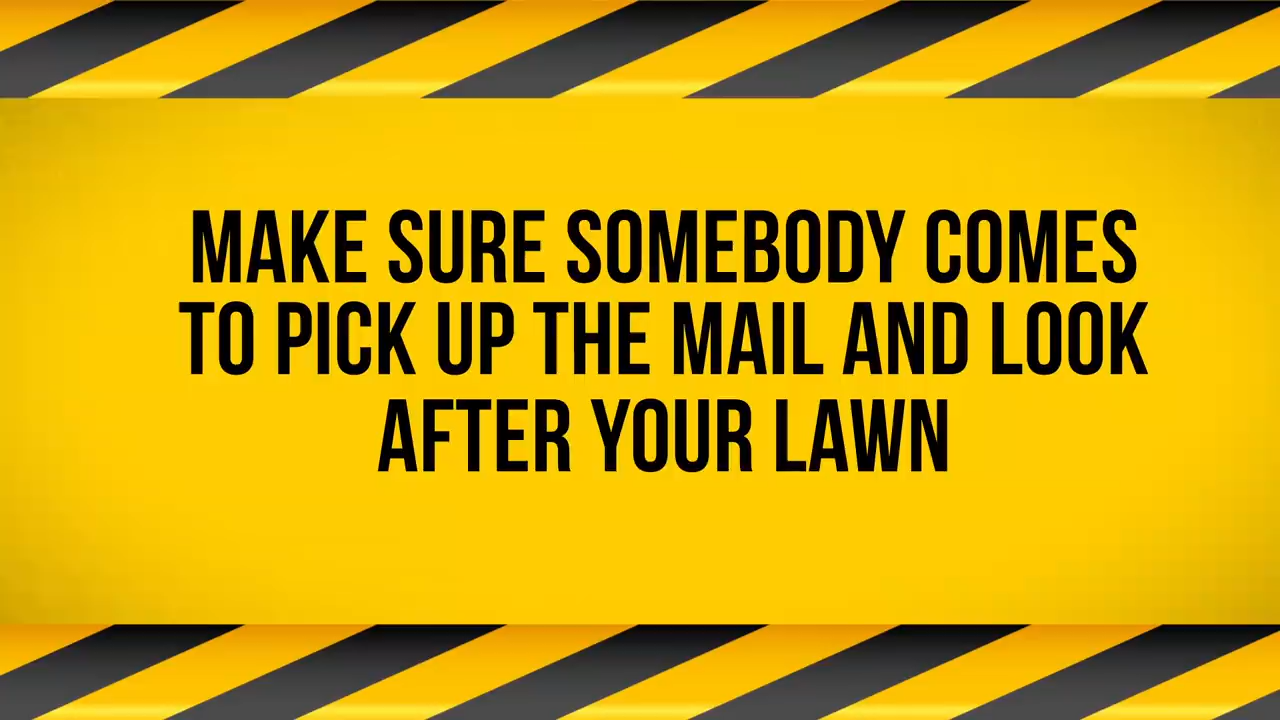 MAKE SURE SOMEBODY COMES
TO PICK UP THE MAIL AND LOOK
AFTER YOUR LAWN